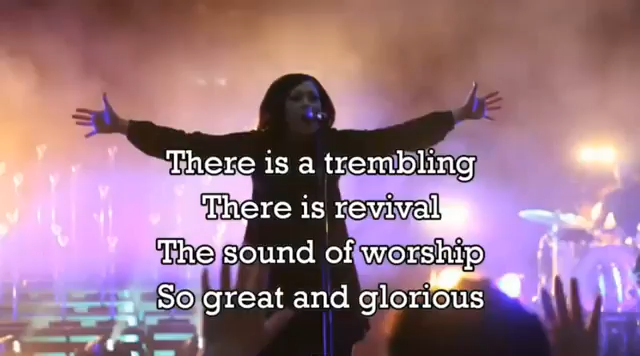 There is a trembling
There is revival
The sound of worship
So great and glorious